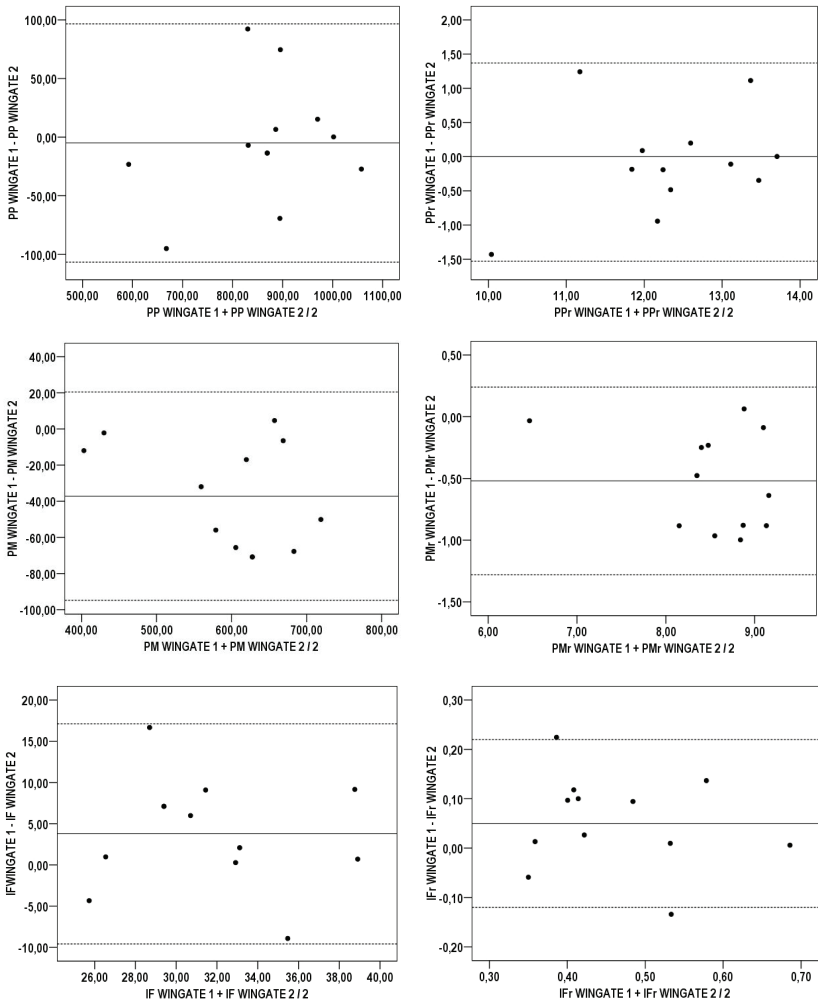 100,00
50,00
0,00
-50,00
-100,00
PP WINGATE 1 - PP WINGATE 2
500,00 600,00 700,00 800,00 900,00 1000,00 1100,00
PP WINGATE 1 + PP WINGATE 2 / 2
2,00
1,50
1,00
0,50
0,00
-0,50
-1,00
-1,50
PPr WINGATE 1 - PPr WINGATE 2
10,00 11,00 12,00 13,00 14,00
PPr WINGATE 1 + PPr WINGATE 2 / 2
40,00
20,00
0,00
-20,00
-40,00
-60,00
-80,00
-100,00
PM WINGATE 1 - PM WINGATE 2
400,00 500,00 600,00 700,00 800,00
PM WINGATE 1 + PM WINGATE 2 / 2
0,50
0,00
-0,50
-1,00
-1,50
PMr WINGATE 1 - PMr WINGATE 2
6,00 7,00 8,00 9,00
PMr WINGATE 1 + PMr WINGATE 2 / 2
20,00
15,00
10,00
5,00
0,00
-5,00
-10,00
IFWINGATE 1 - IF WINGATE 2
26,00 28,00 30,00 32,00 34,00 36,00 38,00 40,00
IF WINGATE 1 + IF WINGATE 2 / 2
0,30
0,20
0,10
0,00
-0,10
-0,20
IFr WINGATE 1 - IFr WINGATE 2
0,30 0,40 0,50 0,60 0,70
IFr WINGATE 1 + IFr WINGATE 2 / 2